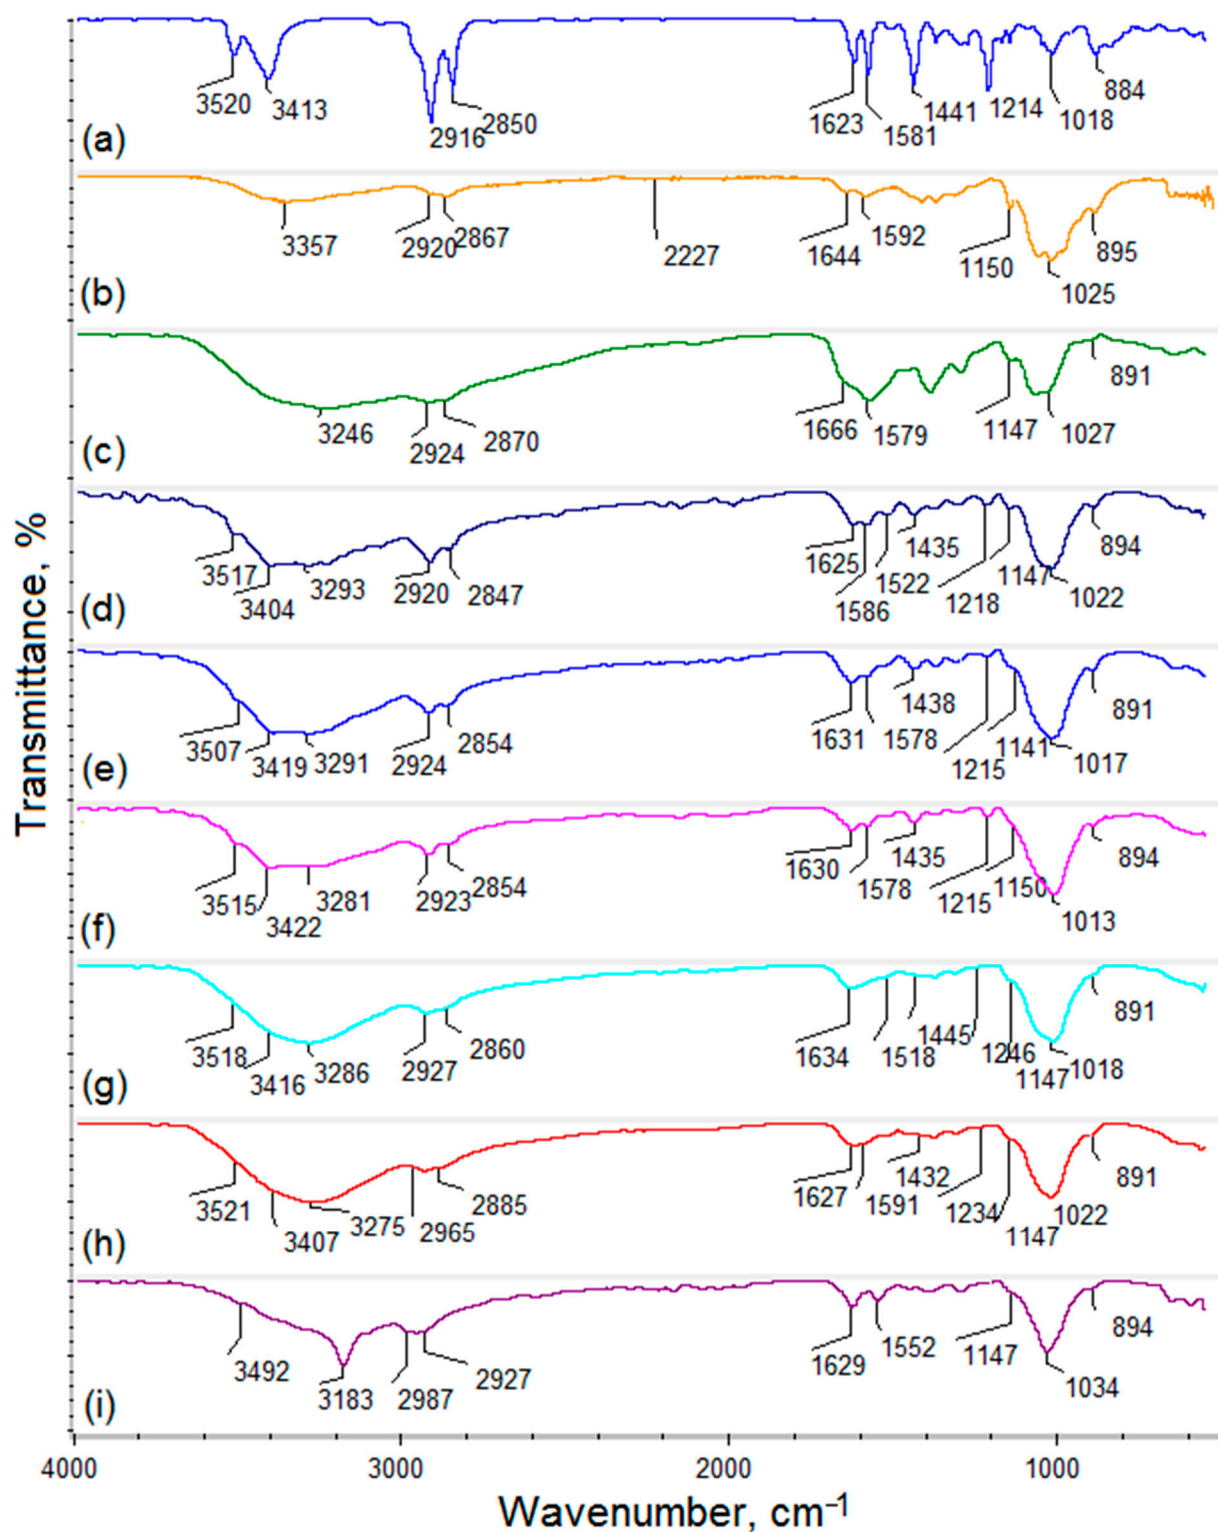 3520 3413 2916 2850 1623 1581 1441 1214 1018 884
(a)
3357 2920 2867 2227 1644 1592 1150 1025 895
(b)
3246 2924 2870 1666 1579 1147 1027 891
(c)
3517 3404 3293 2920 2847 1625 1586 1522 1435 1218 1147 1022 894
(d)
3507 3419 3291 2924 2854 1631 1578 1438 1215 1141 1017 891
(e)
3515 3422 3281 2923 2854 1630 1578 1435 1215 1150 1013 894
(f)
3518 3416 3286 2927 2860 1634 1518 1445 1246 1147 1018 891
(g)
3521 3407 3275 2965 2885 1627 1591 1432 1234 1147 1022 891
(h)
3492 3183 2987 2927 1629 1552 1147 1034 894
(i)
Transmittance, %
4000 3000 2000 1000
Wavenumber, cm⁻¹